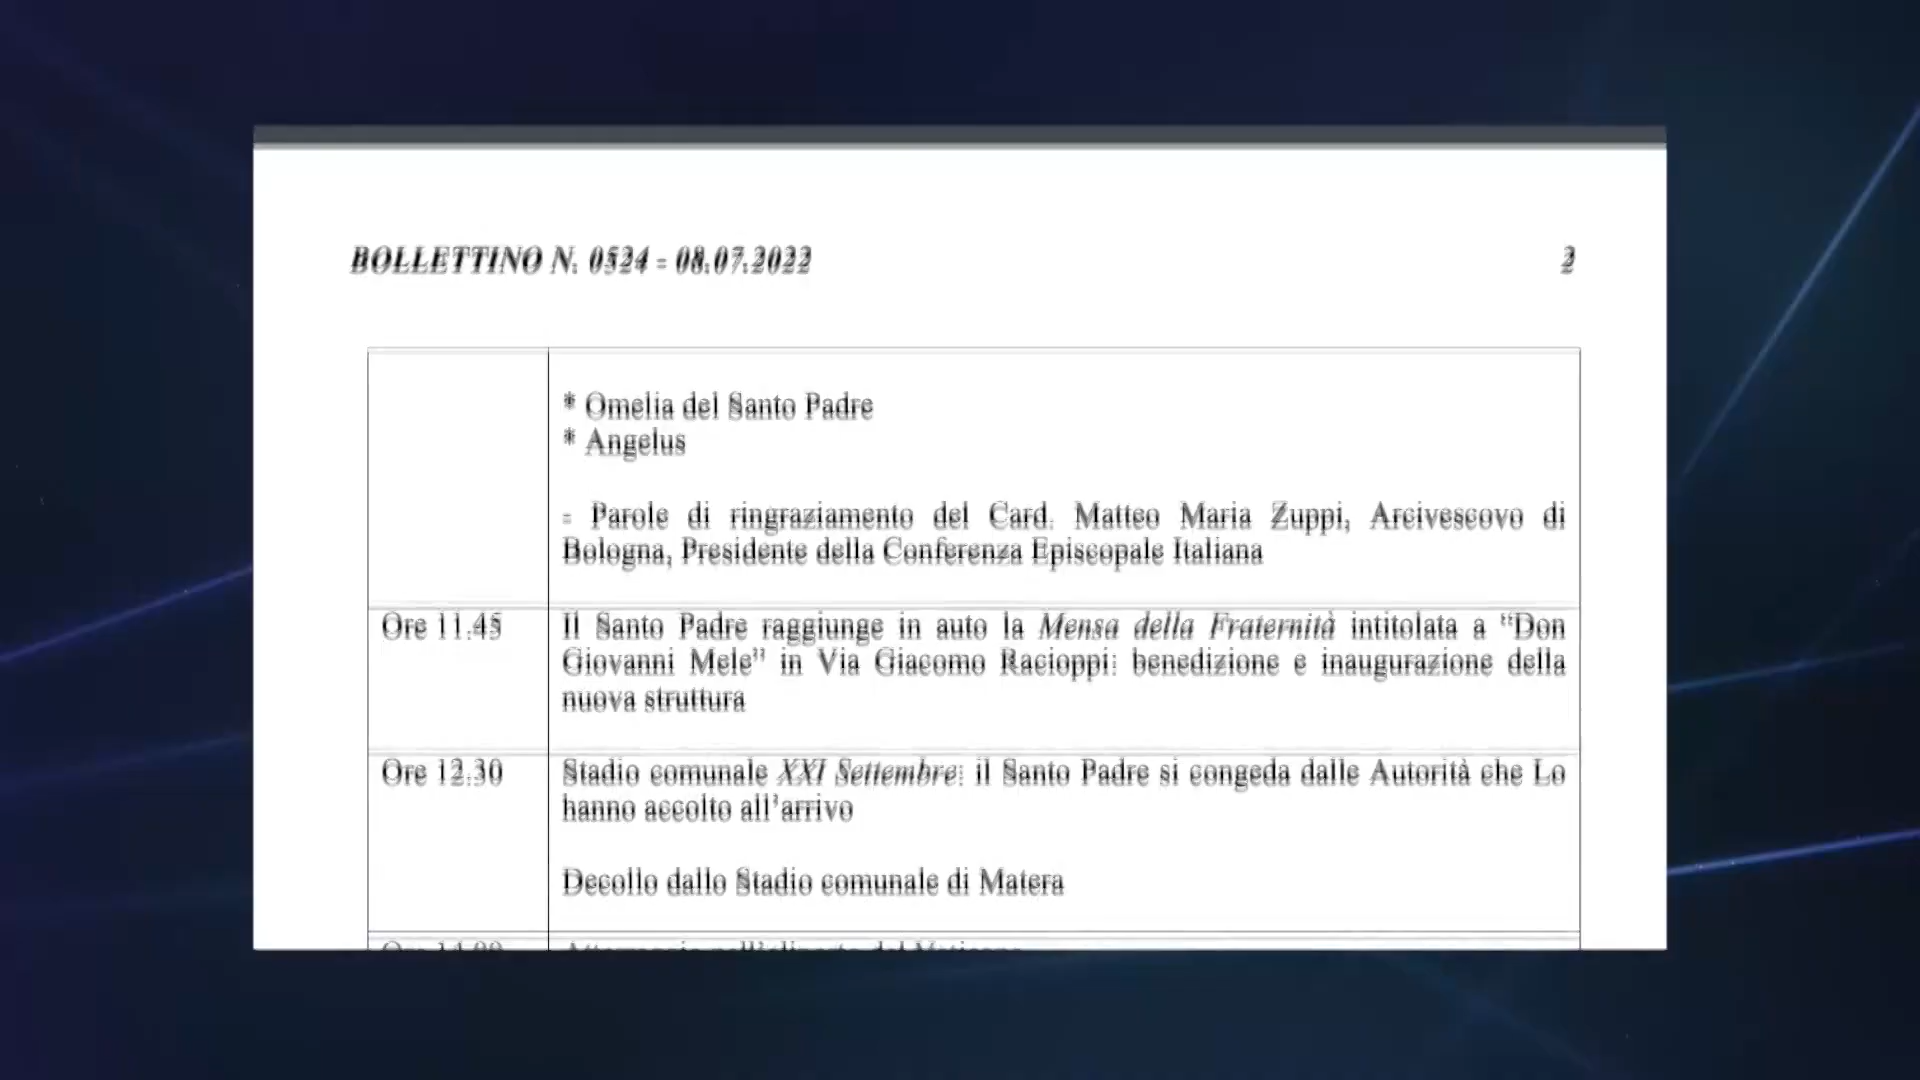 BOLLETTINO N. 0524 - 08.07.2022 2
* Omelia del Santo Padre
* Angelus
- Parole di ringraziamento del Card. Matteo Maria Zuppi, Arcivescovo di
Bologna, Presidente della Conferenza Episcopale Italiana
Ore 11.45 Il Santo Padre raggiunge in auto la Mensa della Fraternità intitolata a “Don
Giovanni Mele” in Via Giacomo Racioppi: benedizione e inaugurazione della
nuova struttura
Ore 12.30 Stadio comunale XXI Settembre: il Santo Padre si congeda dalle Autorità che Lo
hanno accolto all’arrivo
Decollo dallo Stadio comunale di Matera